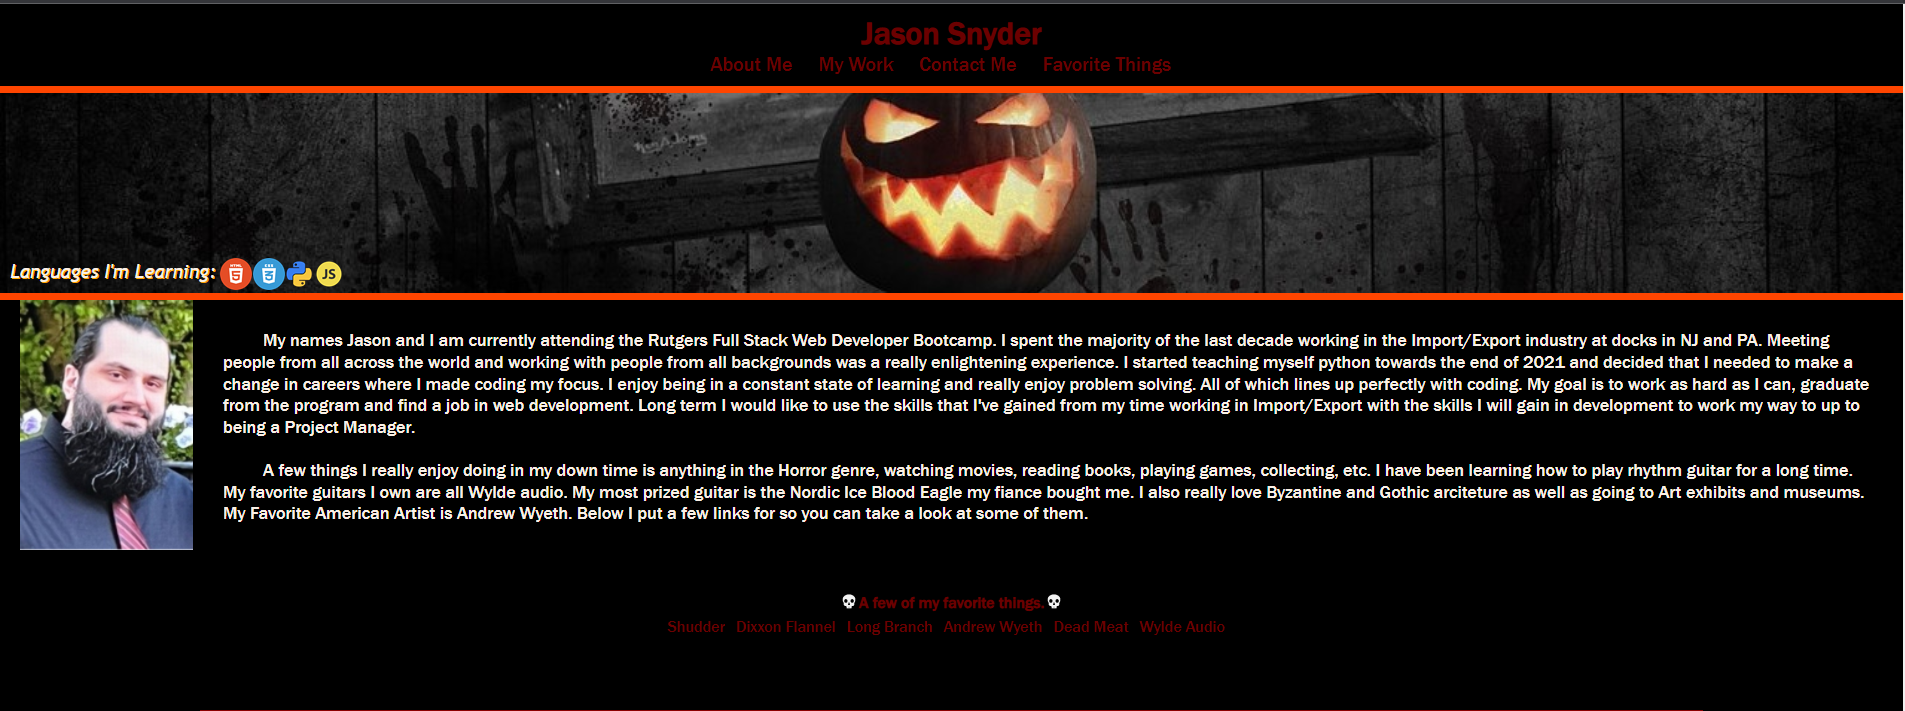 Jason Snyder
About Me My Work Contact Me Favorite Things
Languages I'm Learning: HTML 5 CSS 3 JS
My names Jason and I am currently attending the Rutgers Full Stack Web Developer Bootcamp. I spent the majority of the last decade working in the Import/Export industry at docks in NJ and PA. Meeting
people from all across the world and working with people from all backgrounds was a really enlightening experience. I started teaching myself python towards the end of 2021 and decided that I needed to make a
change in careers where I made coding my focus. I enjoy being in a constant state of learning and really enjoy problem solving. All of which lines up perfectly with coding. My goal is to work as hard as I can, graduate
from the program and find a job in web development. Long term I would like to use the skills that I've gained from my time working in Import/Export with the skills I will gain in development to work my way to up to
being a Project Manager.
A few things I really enjoy doing in my down time is anything in the Horror genre, watching movies, reading books, playing games, collecting, etc. I have been learning how to play rhythm guitar for a long time.
My favorite guitars I own are all Wylde audio. My most prized guitar is the Nordic Ice Blood Eagle my fiance bought me. I also really love Byzantine and Gothic arciteture as well as going to Art exhibits and museums.
My Favorite American Artist is Andrew Wyeth. Below I put a few links for so you can take a look at some of them.
A few of my favorite things.
Shudder Dixxon Flannel Long Branch Andrew Wyeth Dead Meat Wylde Audio